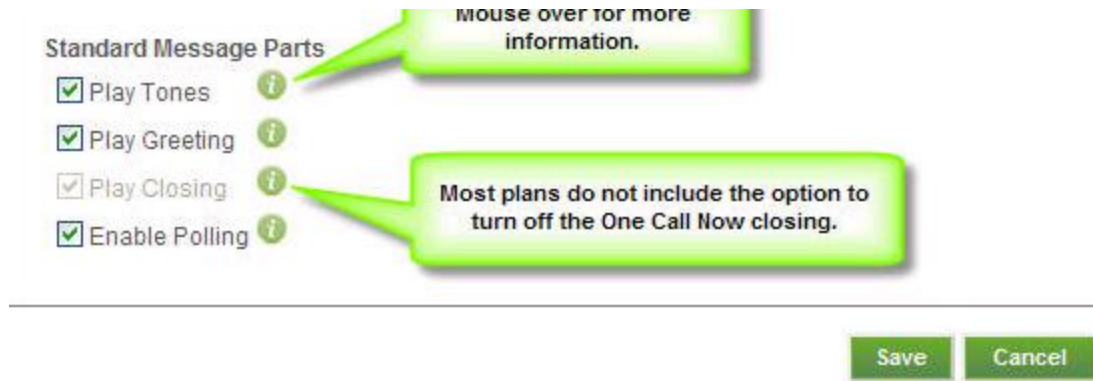 Mouse over for more
information.
Standard Message Parts
Play Tones
Play Greeting
Play Closing
Most plans do not include the option to
turn off the One Call Now closing.
Enable Polling
Save Cancel